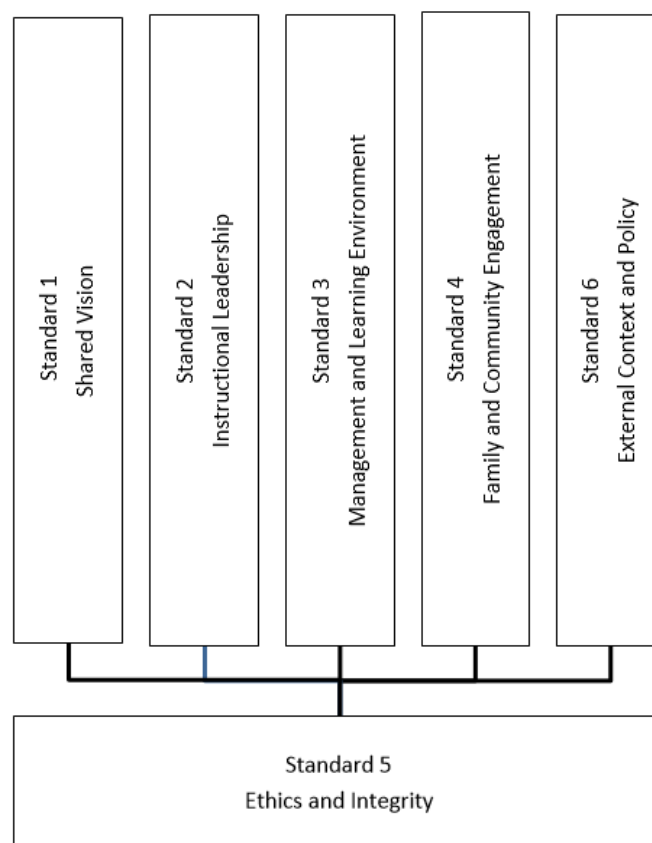 Standard 1
Shared Vision
Standard 2
Instructional Leadership
Standard 3
Management and Learning Environment
Standard 4
Family and Community Engagement
Standard 6
External Context and Policy
Standard 5
Ethics and Integrity